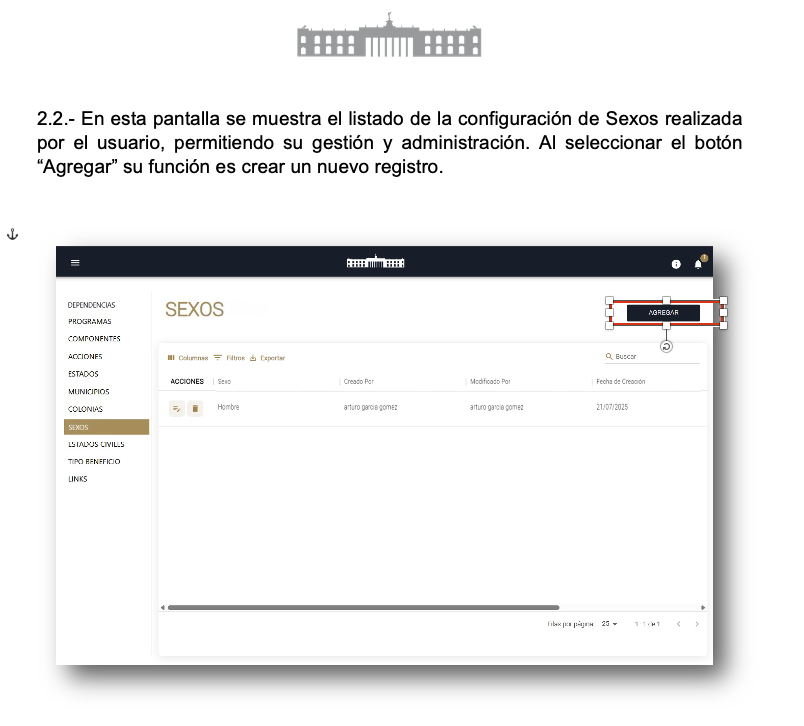 2.2.- En esta pantalla se muestra el listado de la configuración de Sexos realizada
por el usuario, permitiendo su gestión y administración. Al seleccionar el botón
“Agregar” su función es crear un nuevo registro.
DEPENDENCIAS
PROGRAMAS
COMPONENTES
ACCIONES
ESTADOS
MUNICIPIOS
COLONIAS
SEXOS
ESTADOS CIVILES
TIPO BENEFICIO
LINKS
SEXOS
AGREGAR
Columnas Filtros Exportar
Buscar
ACCIONES Sexo Creado Por Modificado Por Fecha de Creación
Hombre arturo garcia gomez arturo garcia gomez 21/07/2025
Filas por página: 25 1–1 de 1